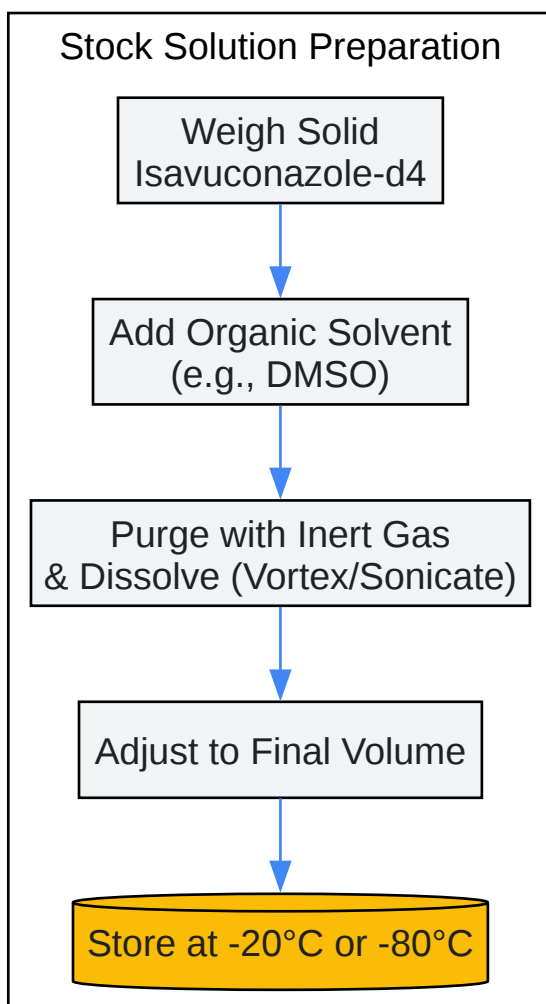 Stock Solution Preparation
Weigh Solid
Isavuconazole-d4
Add Organic Solvent
(e.g., DMSO)
Purge with Inert Gas
& Dissolve (Vortex/Sonicate)
Adjust to Final Volume
Store at -20°C or -80°C